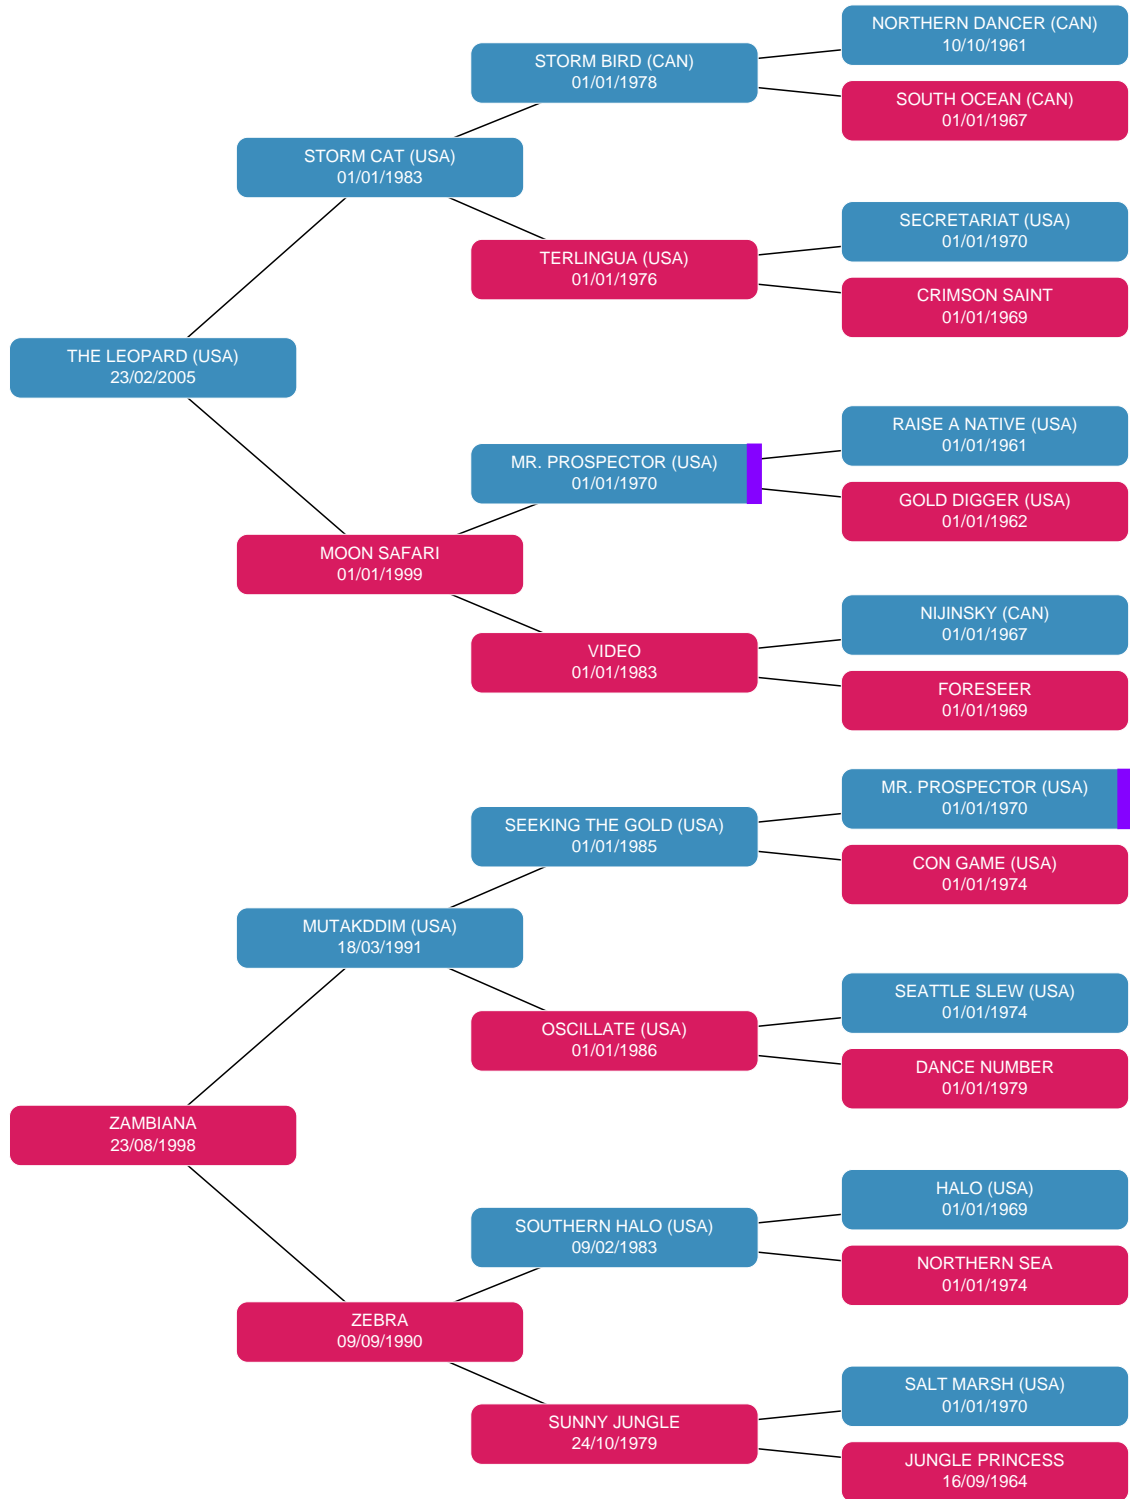 NORTHERN DANCER (CAN)
10/10/1961
STORM BIRD (CAN)
01/01/1978
SOUTH OCEAN (CAN)
01/01/1967
STORM CAT (USA)
01/01/1983
SECRETARIAT (USA)
01/01/1970
TERLINGUA (USA)
01/01/1976
CRIMSON SAINT
01/01/1969
THE LEOPARD (USA)
23/02/2005
RAISE A NATIVE (USA)
01/01/1961
MR. PROSPECTOR (USA)
01/01/1970
GOLD DIGGER (USA)
01/01/1962
MOON SAFARI
01/01/1999
NIJINSKY (CAN)
01/01/1967
VIDEO
01/01/1983
FORESEER
01/01/1969
MR. PROSPECTOR (USA)
01/01/1970
SEEKING THE GOLD (USA)
01/01/1985
CON GAME (USA)
01/01/1974
MUTAKDDIM (USA)
18/03/1991
SEATTLE SLEW (USA)
01/01/1974
OSCILLATE (USA)
01/01/1986
DANCE NUMBER
01/01/1979
ZAMBIANA
23/08/1998
HALO (USA)
01/01/1969
SOUTHERN HALO (USA)
09/02/1983
NORTHERN SEA
01/01/1974
ZEBRA
09/09/1990
SALT MARSH (USA)
01/01/1970
SUNNY JUNGLE
24/10/1979
JUNGLE PRINCESS
16/09/1964